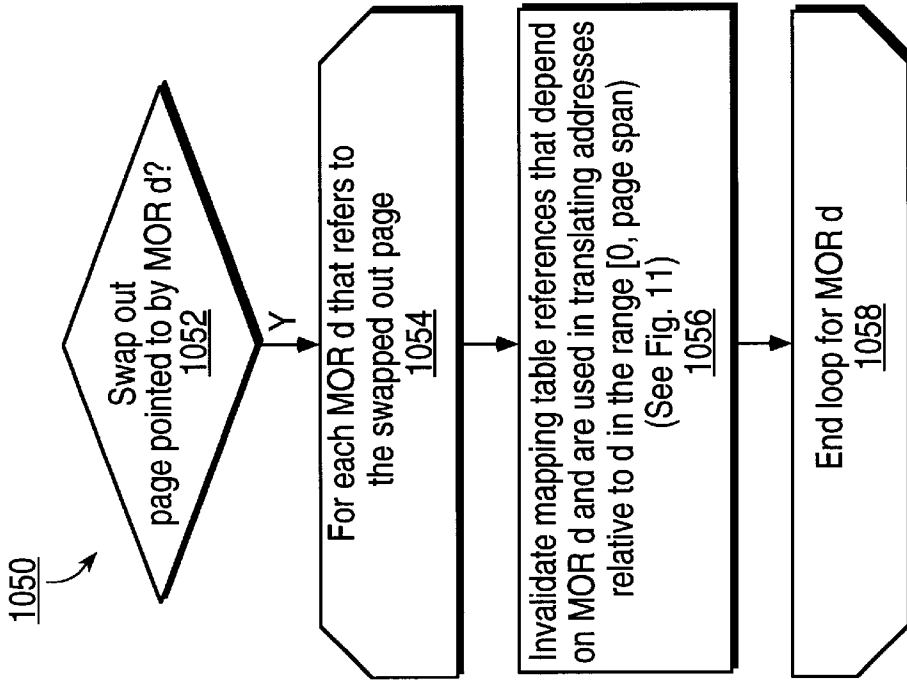 1050
Swap out
page pointed to by MOR d?
1052
Y
For each MOR d that refers to
the swapped out page
1054
Invalidate mapping table references that depend
on MOR d and are used in translating addresses
relative to d in the range [0, page span)
(See Fig. 11)
1056
End loop for MOR d
1058